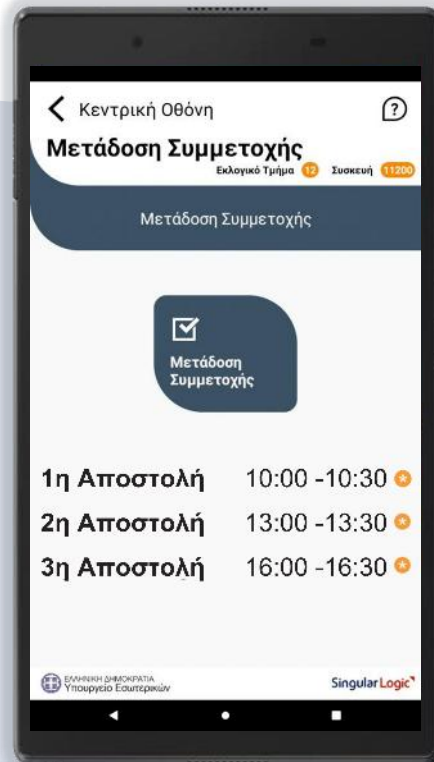 Κεντρική Οθόνη
?
Μετάδοση Συμμετοχής
Εκλογικό Τμήμα 12 Συσκευή 11200
Μετάδοση Συμμετοχής
Μετάδοση
Συμμετοχής
1η Αποστολή 10:00 -10:30
2η Αποστολή 13:00 -13:30
3η Αποστολή 16:00 -16:30
ΕΛΛΗΝΙΚΗ ΔΗΜΟΚΡΑΤΙΑ
Υπουργείο Εσωτερικών
SingularLogic